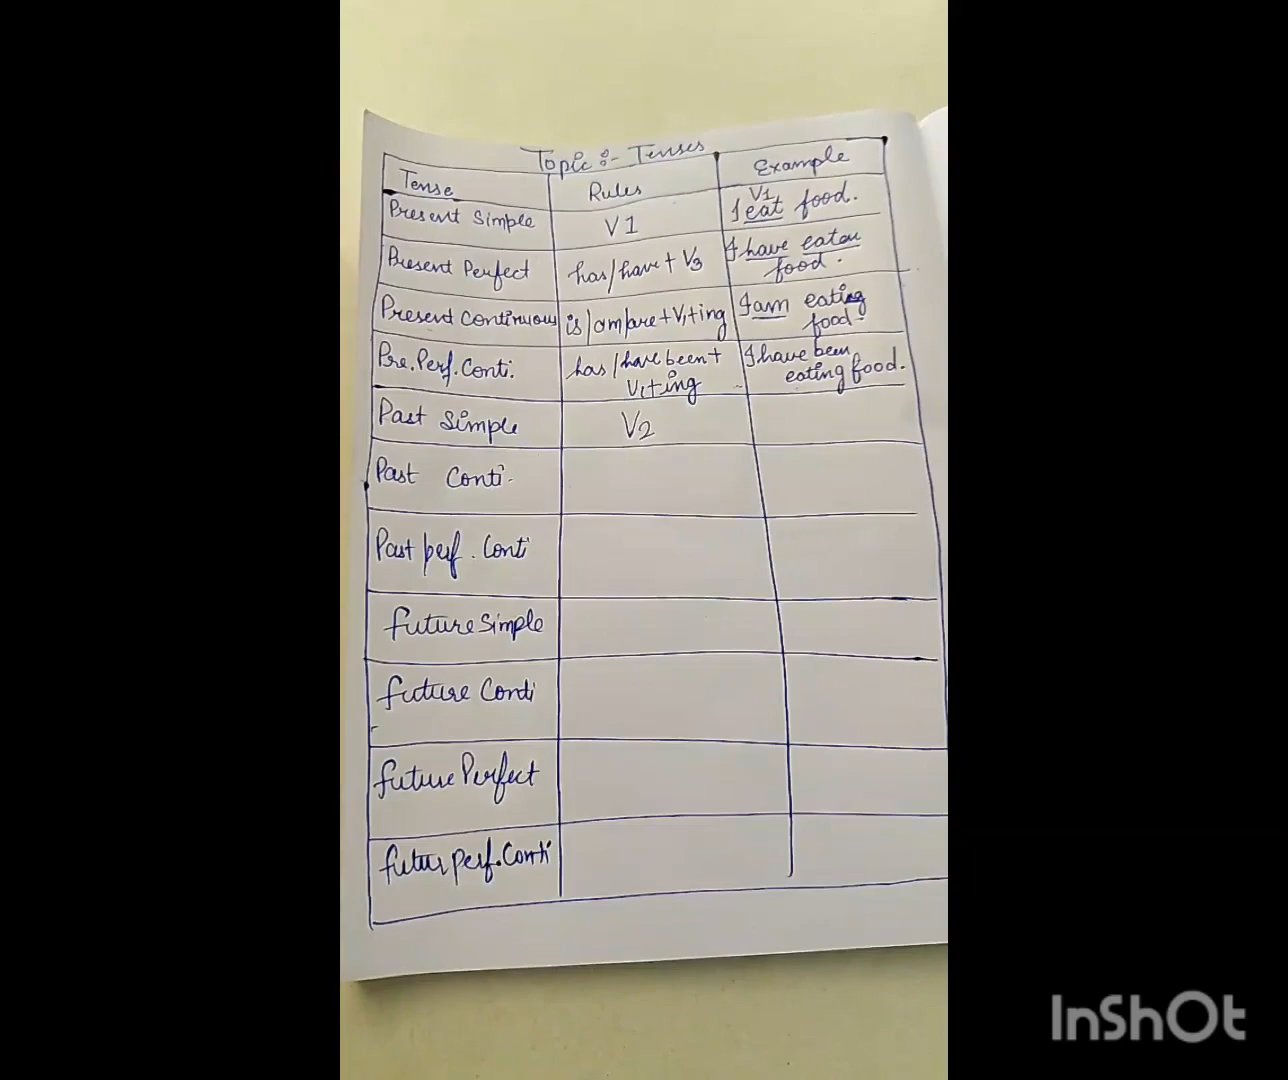 Topic :- Tenses
Tense Rules Example
Present Simple V1 V1 I eat food.
Present Perfect has/have + V3 I have eaten food.
Present Continuous is/am/are + V1 + ing I am eating food.
Pre. Perf. Conti. has/have been + V1 + ing I have been eating food.
Past Simple V2
Past Conti.
Past perf. Conti
future Simple
future Conti
future Perfect
futur perf. Conti
InShOt